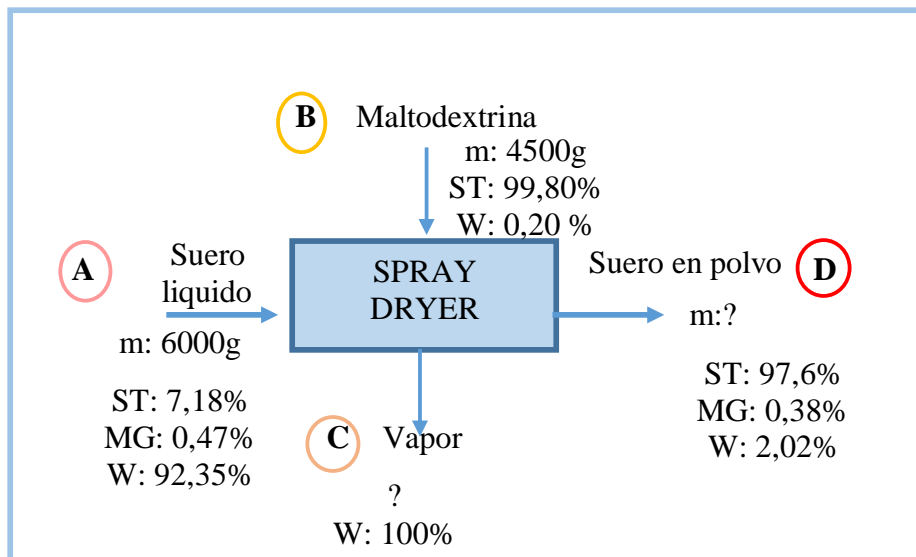 B Maltodextrina
m: 4500g
ST: 99,80%
W: 0,20 %
A
Suero
liquido
m: 6000g
ST: 7,18%
MG: 0,47%
W: 92,35%
SPRAY
DRYER
Suero en polvo D
m:?
ST: 97,6%
MG: 0,38%
W: 2,02%
C Vapor
?
W: 100%